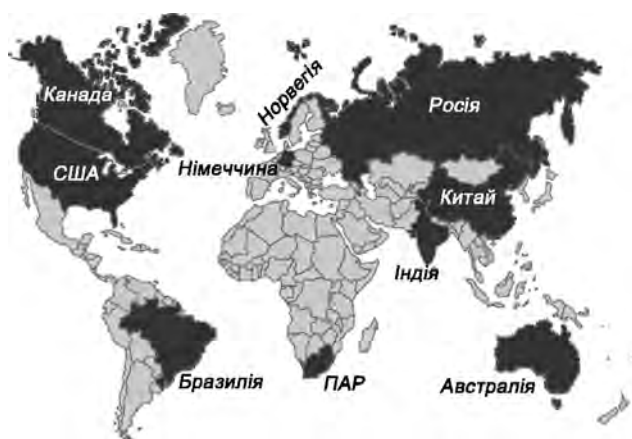 Канада
Норвегія
Росія
США
Німеччина
Китай
Індія
Бразилія
ПАР
Австралія